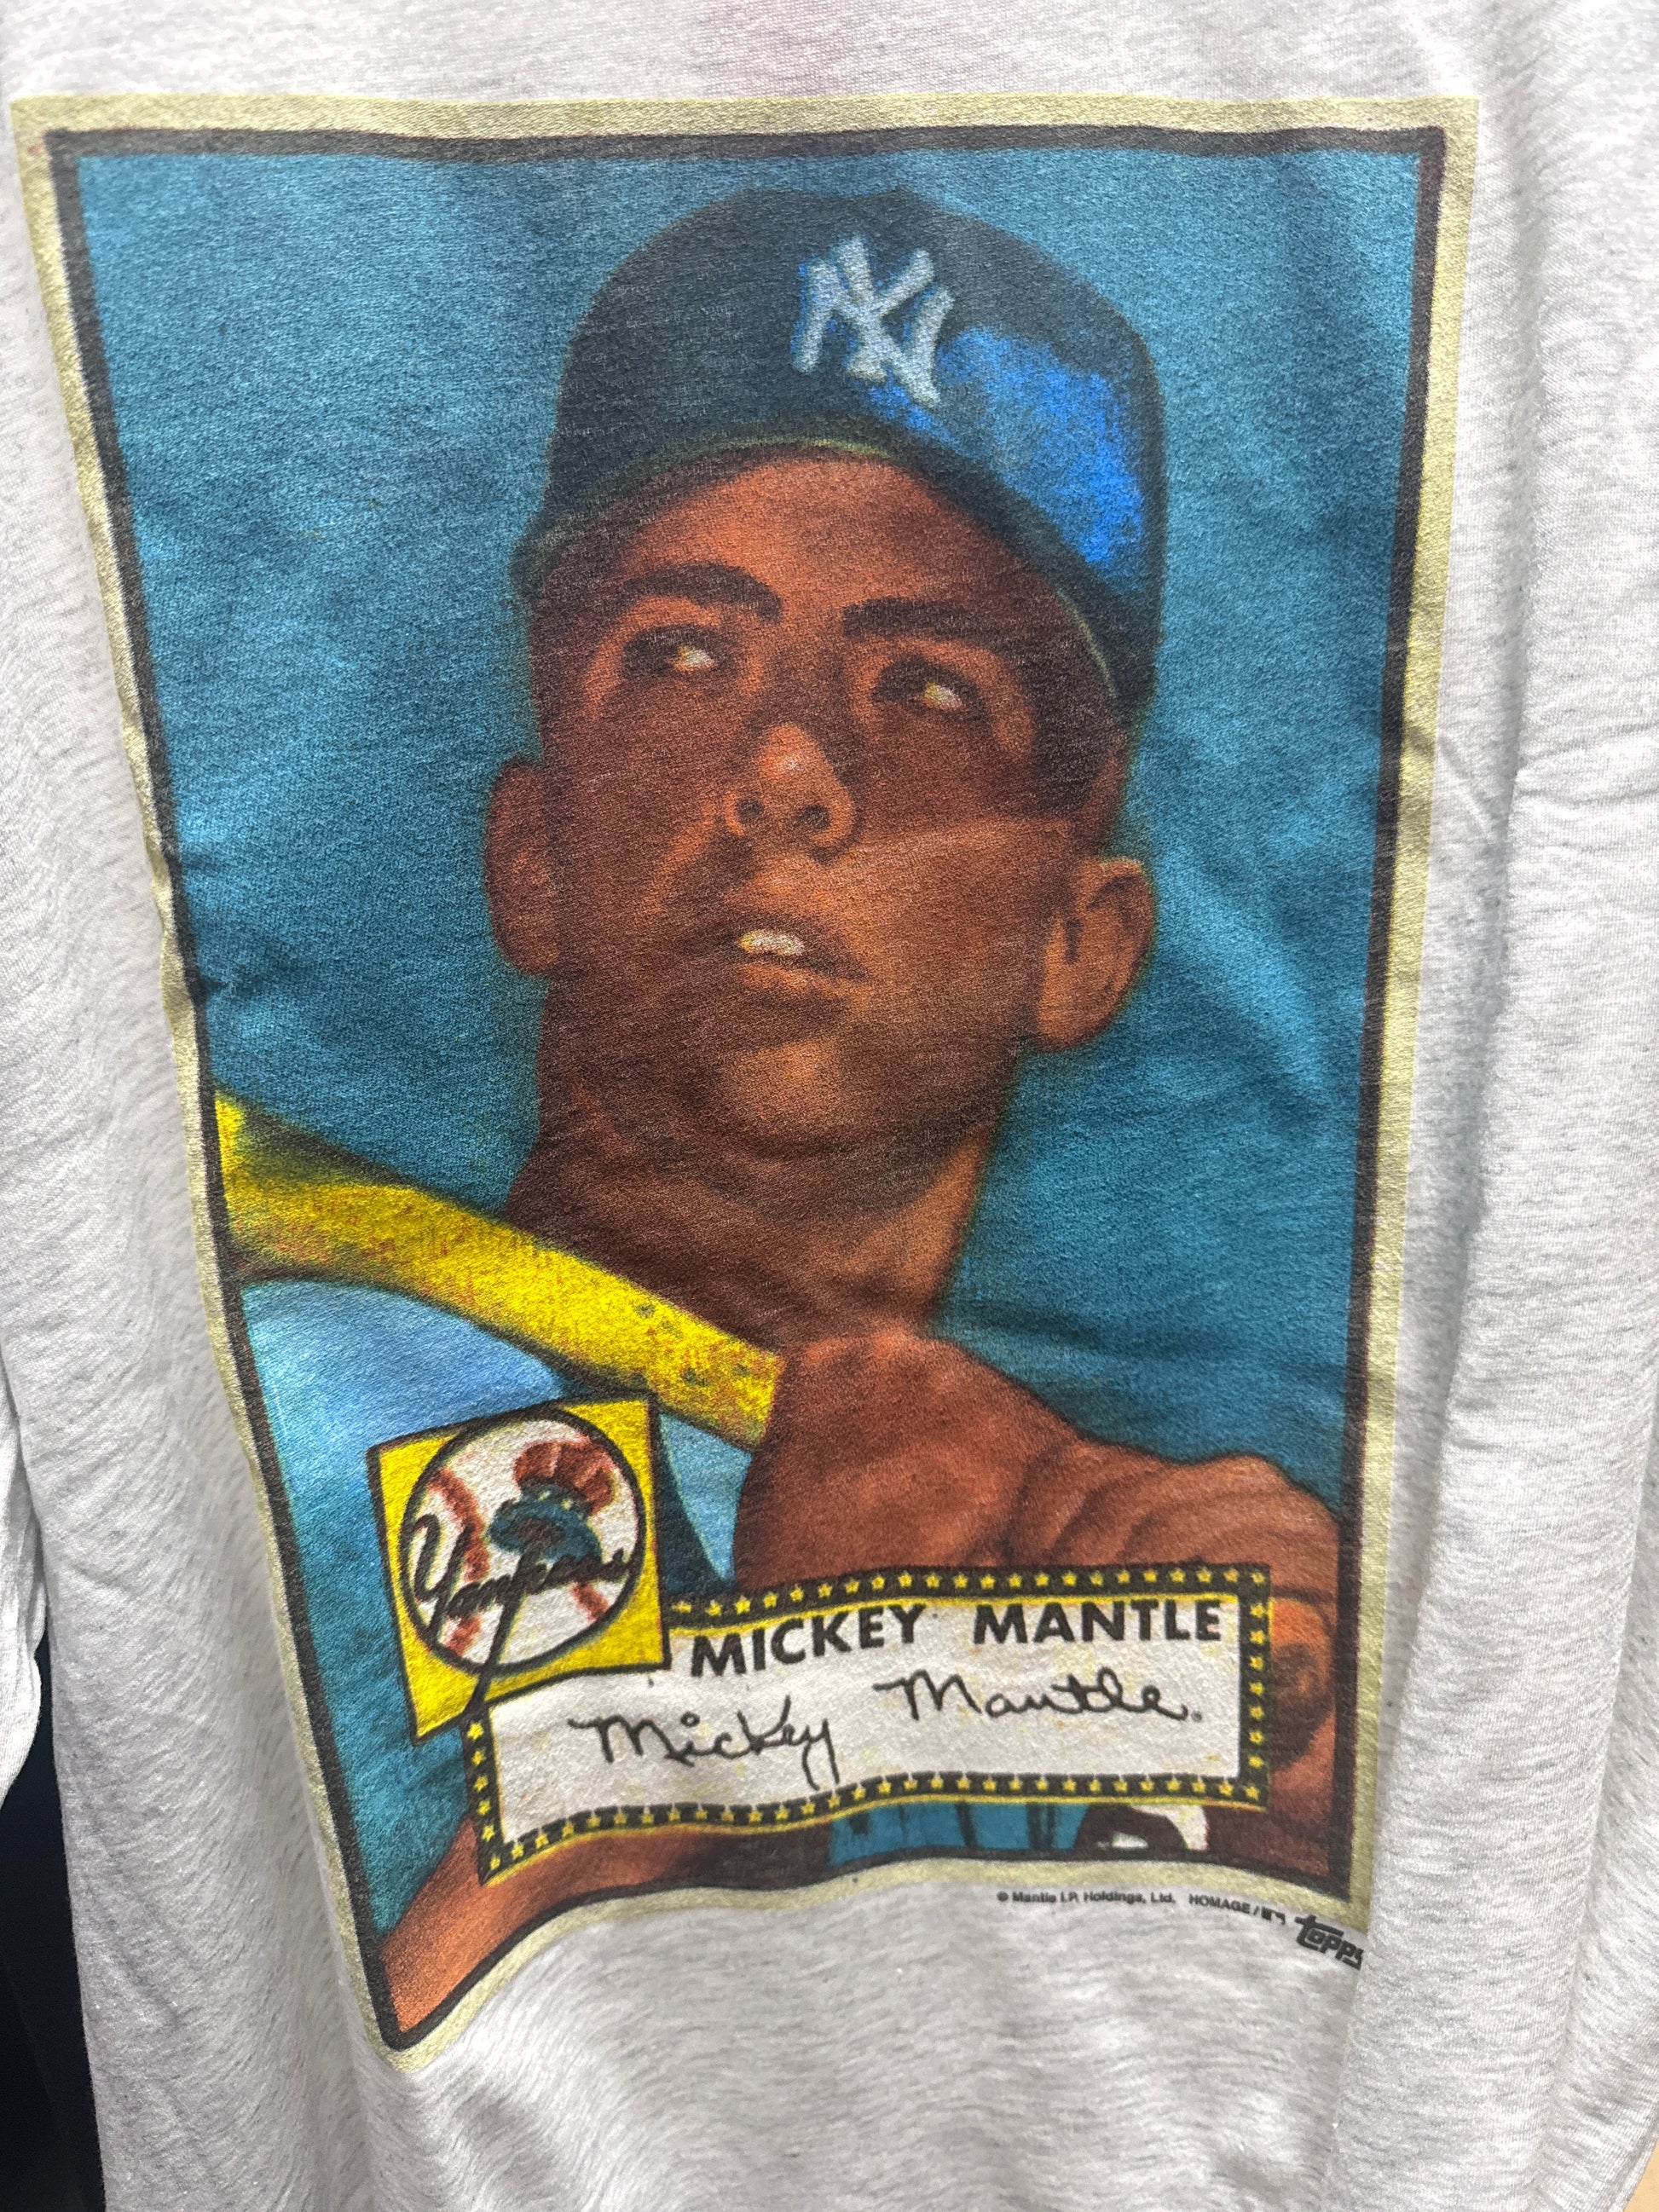 NY
Yankees
MICKEY MANTLE
Mickey Mantle.
© Mantle I.P. Holdings, Ltd. HOMAGE / topps